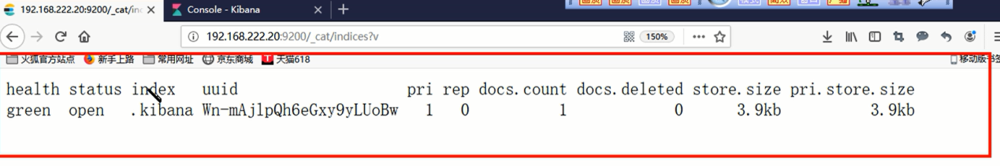 192.168.222.20:9200/_cat/in
Console - Kibana
192.168.222.20:9200/_cat/indices?v
150%
火狐官方站点 新手上路 常用网址 京东商城 天猫618
移动版书签
health status index uuid pri rep docs.count docs.deleted store.size pri.store.size
green open .kibana Wn-mAjlpQh6eGxy9yLUoBw 1 0 1 0 3.9kb 3.9kb